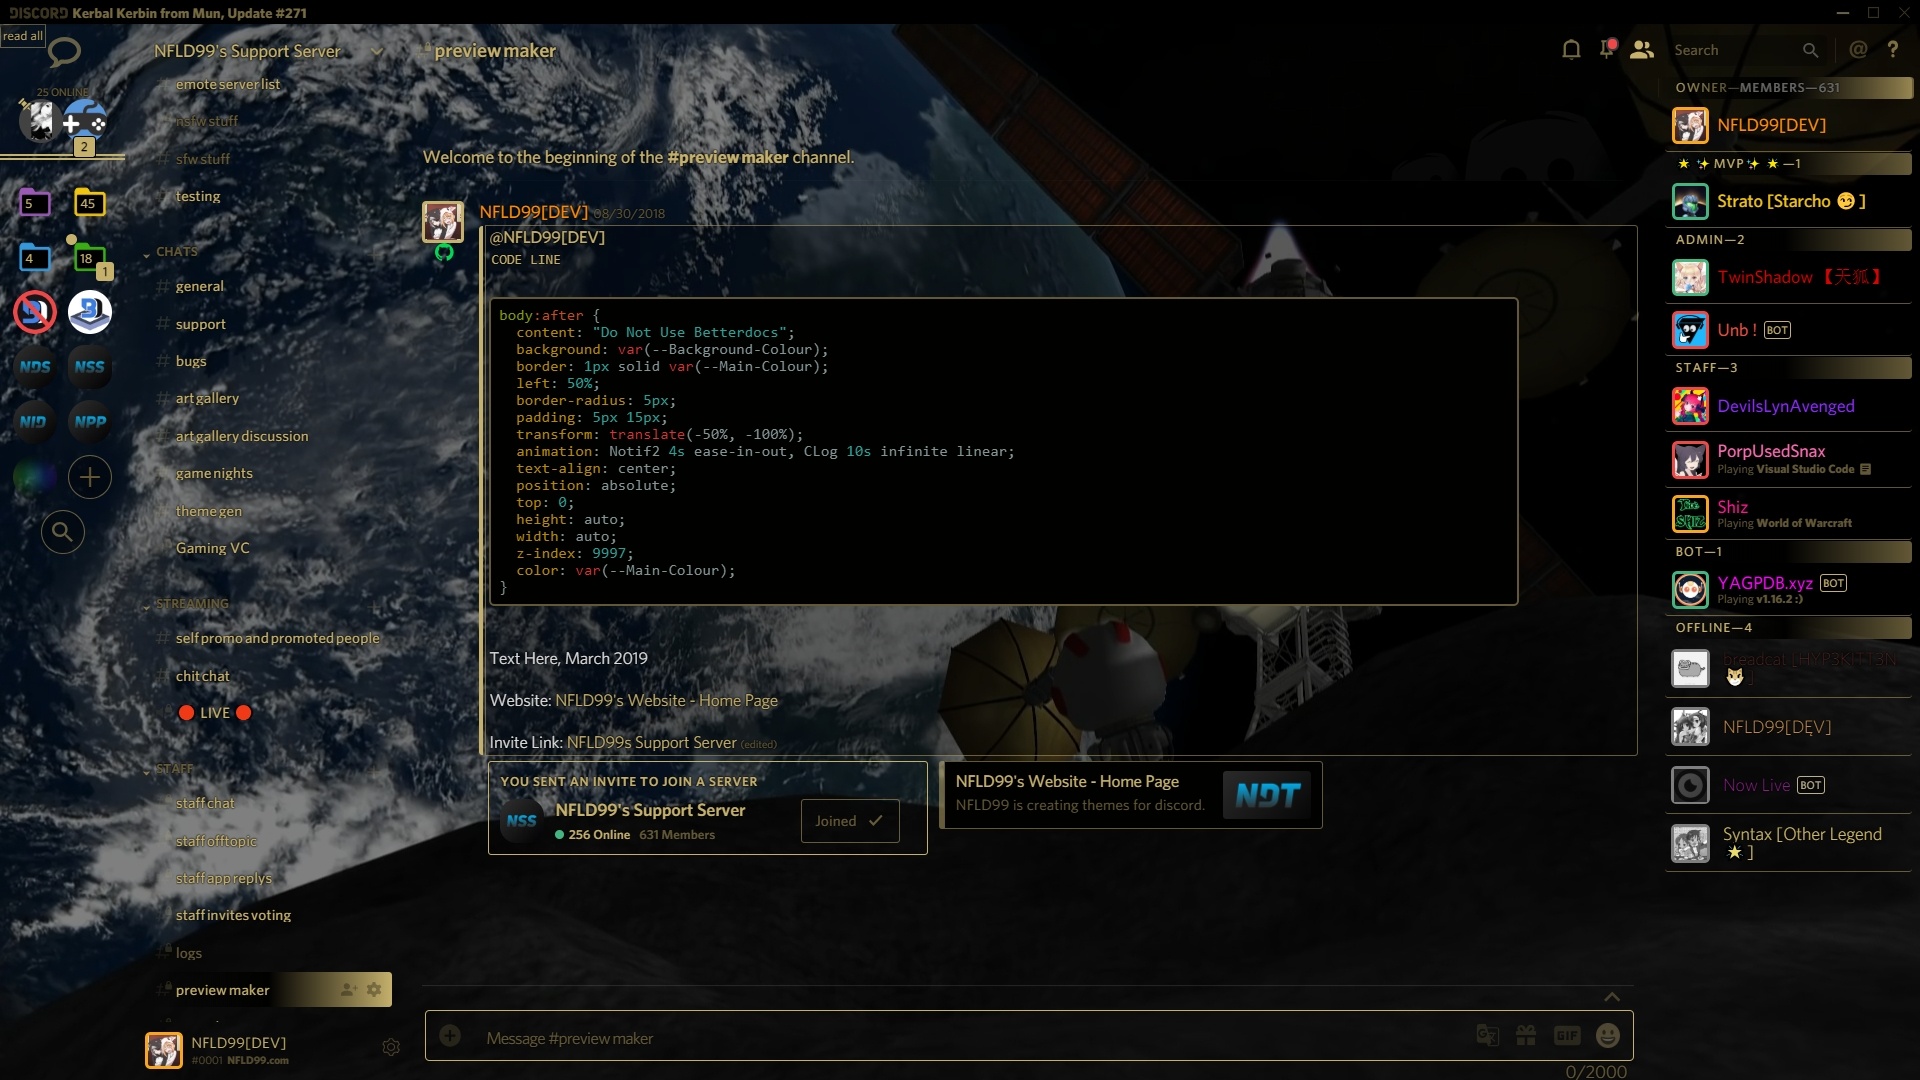 DISCORD Kerbal Kerbin from Mun, Update #271
read all
25 ONLINE
2
5
45
4
18
1
NDS
NSS
NID
NPP
NFLD99's Support Server
emote server list
nsfw stuff
sfw stuff
testing
CHATS
general
support
bugs
art gallery
art gallery discussion
game nights
theme gen
Gaming VC
STREAMING
self promo and promoted people
chit chat
LIVE
STAFF
staff chat
staff offtopic
staff app replys
staff invites voting
logs
preview maker
NFLD99[DEV]
#0001 NFLD99.com
preview maker
Search
Welcome to the beginning of the #preview maker channel.
NFLD99[DEV] 08/30/2018
@NFLD99[DEV]
CODE LINE
body:after {
content: "Do Not Use Betterdocs";
background: var(--Background-Colour);
border: 1px solid var(--Main-Colour);
left: 50%;
border-radius: 5px;
padding: 5px 15px;
transform: translate(-50%, -100%);
animation: Notif2 4s ease-in-out, CLog 10s infinite linear;
text-align: center;
position: absolute;
top: 0;
height: auto;
width: auto;
z-index: 9997;
color: var(--Main-Colour);
}
Text Here, March 2019
Website: NFLD99's Website - Home Page
Invite Link: NFLD99s Support Server (edited)
YOU SENT AN INVITE TO JOIN A SERVER
NSS
NFLD99's Support Server
256 Online 631 Members
Joined
NFLD99's Website - Home Page
NFLD99 is creating themes for discord.
NDT
Message #preview maker
GIF
0/2000
OWNER—MEMBERS—631
NFLD99[DEV]
MVP—1
Strato [Starcho 😏]
ADMIN—2
TwinShadow 【天狐】
Unb ! BOT
STAFF—3
DevilsLynAvenged
PorpUsedSnax
Playing Visual Studio Code
Shiz
Playing World of Warcraft
BOT—1
YAGPDB.xyz BOT
Playing v1.16.2 :)
OFFLINE—4
breadcat
NFLD99[DEV]
Now Live BOT
Syntax [Other Legend
🌟]